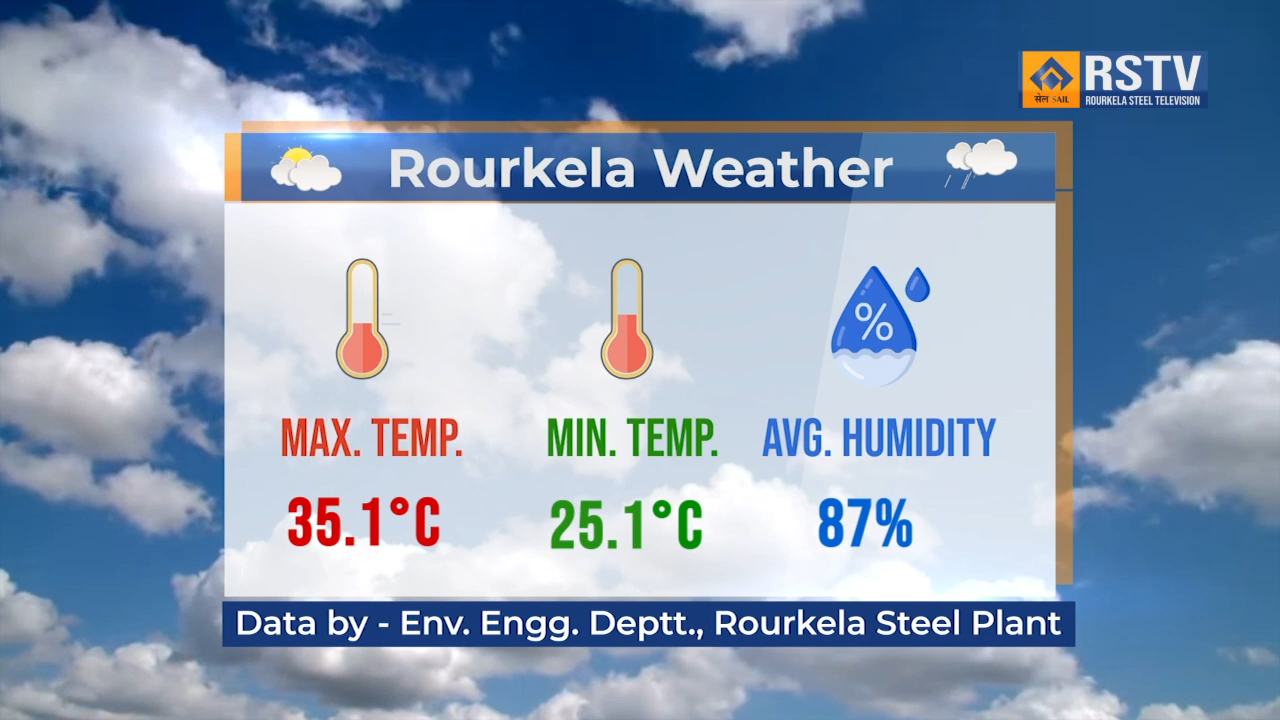 सेल SAIL
RSTV
ROURKELA STEEL TELEVISION
Rourkela Weather
%
MAX. TEMP.
MIN. TEMP.
AVG. HUMIDITY
35.1°C
25.1°C
87%
Data by - Env. Engg. Deptt., Rourkela Steel Plant